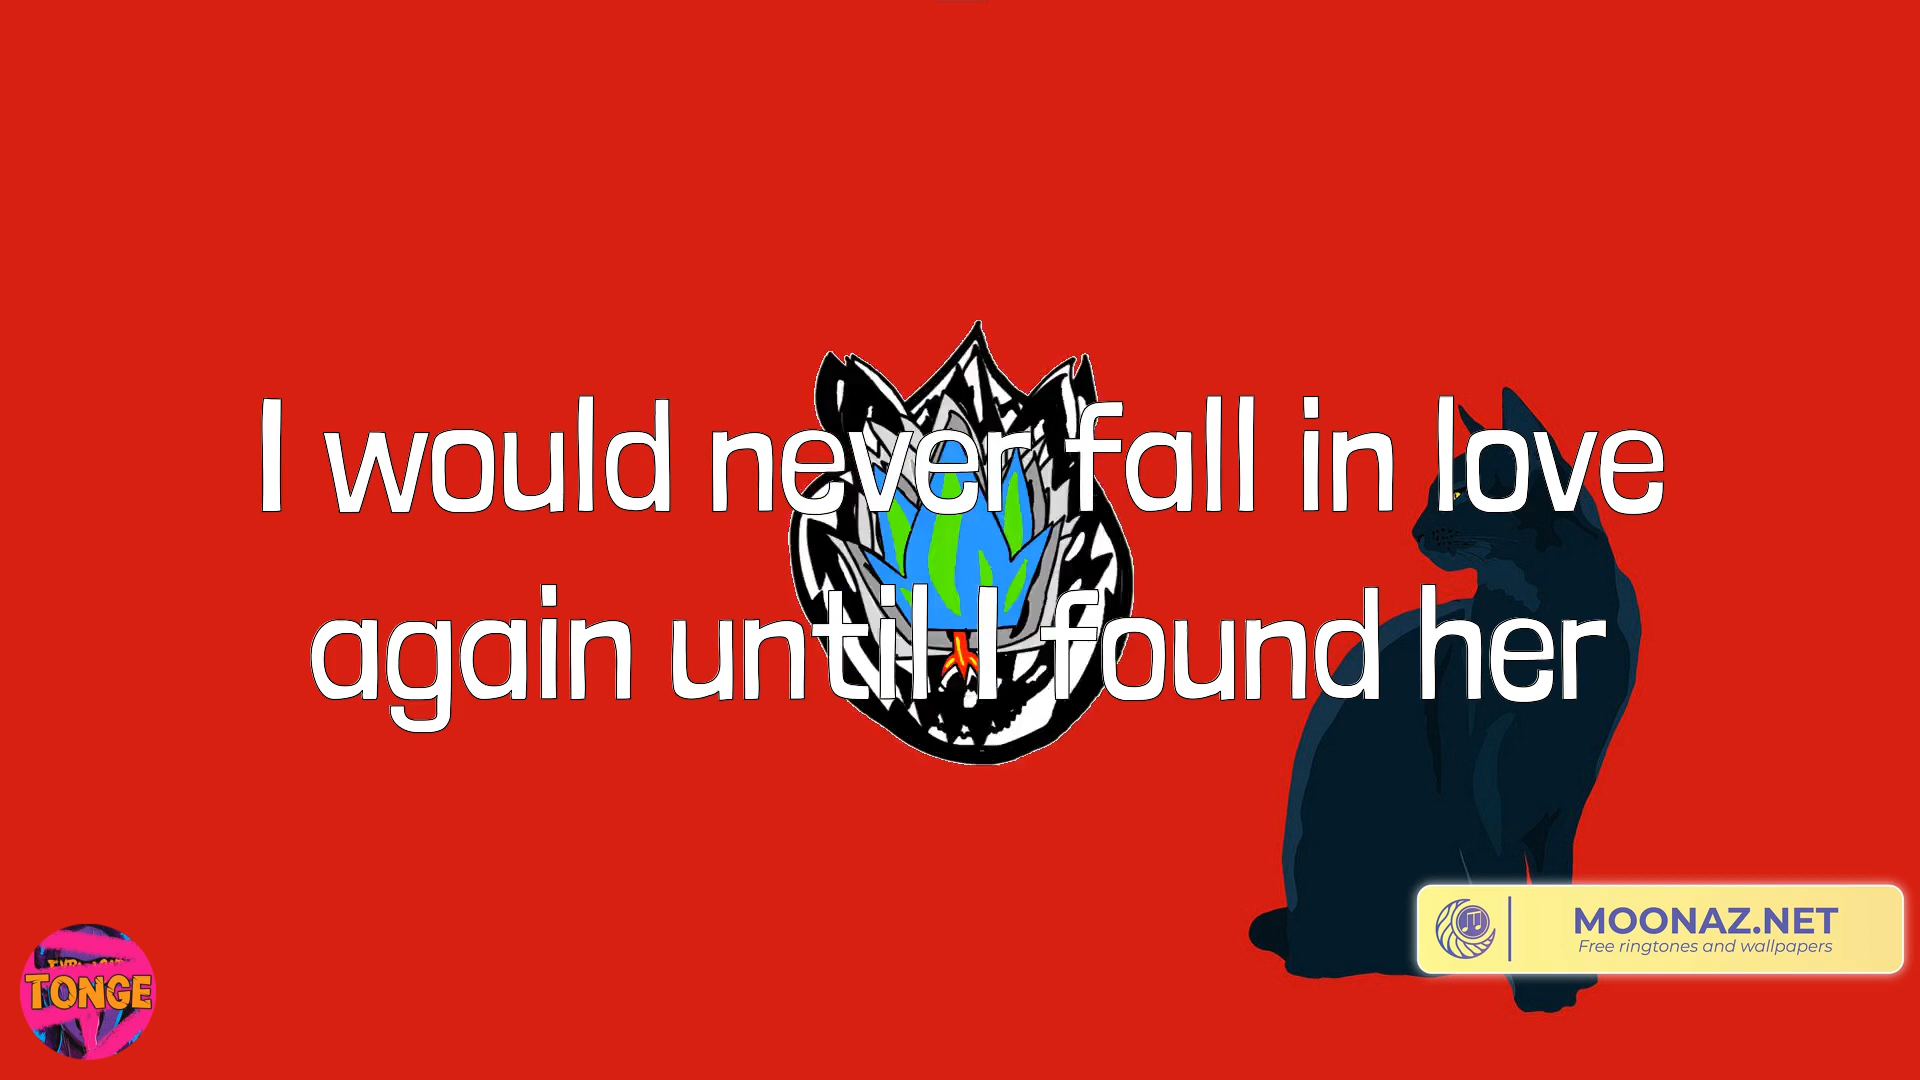 I would never fall in love
again until I found her
TONGE
MOONAZ.NET
Free ringtones and wallpapers